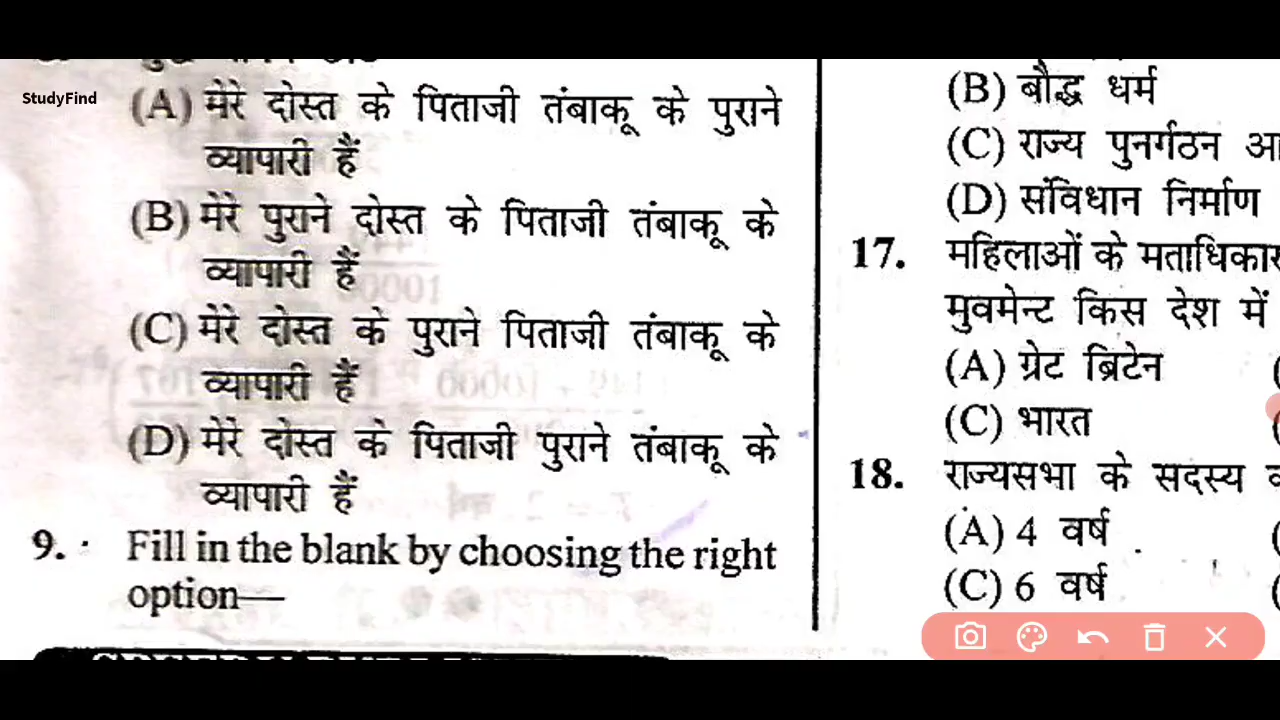 StudyFind
(A) मेरे दोस्त के पिताजी तंबाकू के पुराने
व्यापारी हैं
(B) मेरे पुराने दोस्त के पिताजी तंबाकू के
व्यापारी हैं
(C) मेरे दोस्त के पुराने पिताजी तंबाकू के
व्यापारी हैं
(D) मेरे दोस्त के पिताजी पुराने तंबाकू के
व्यापारी हैं
9. Fill in the blank by choosing the right
option—
(B) बौद्ध धर्म
(C) राज्य पुनर्गठन
(D) संविधान निर्माण
17. महिलाओं के मताधिकार
मुवमेन्ट किस देश में
(A) ग्रेट ब्रिटेन
(C) भारत
18. राज्यसभा के सदस्य
(A) 4 वर्ष
(C) 6 वर्ष